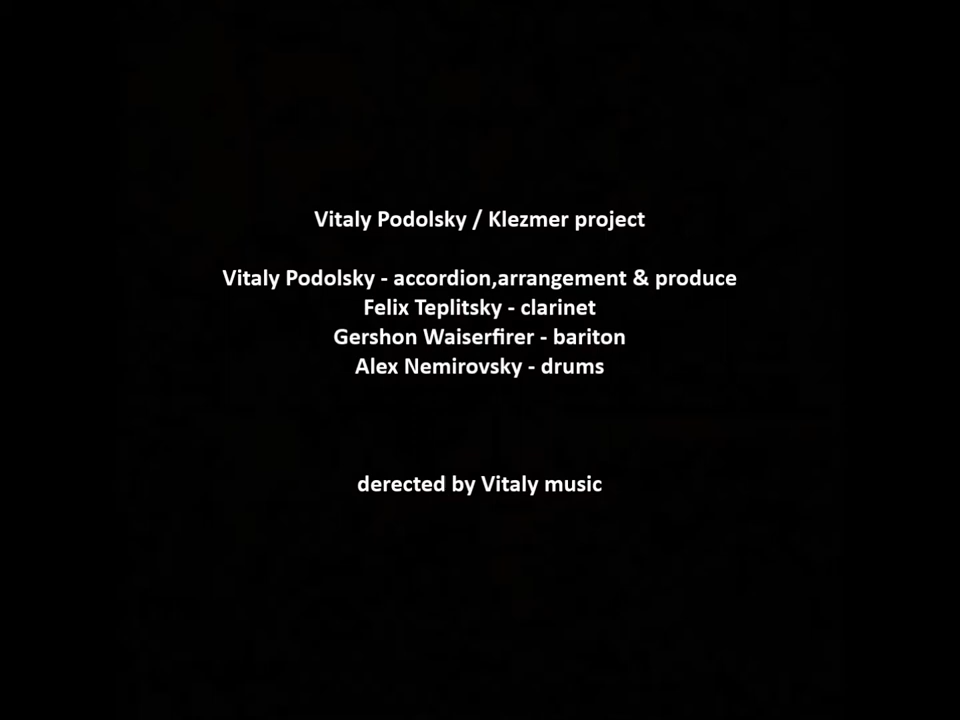 Vitaly Podolsky / Klezmer project
Vitaly Podolsky - accordion,arrangement & produce
Felix Teplitsky - clarinet
Gershon Waiserfirer - bariton
Alex Nemirovsky - drums
derected by Vitaly music